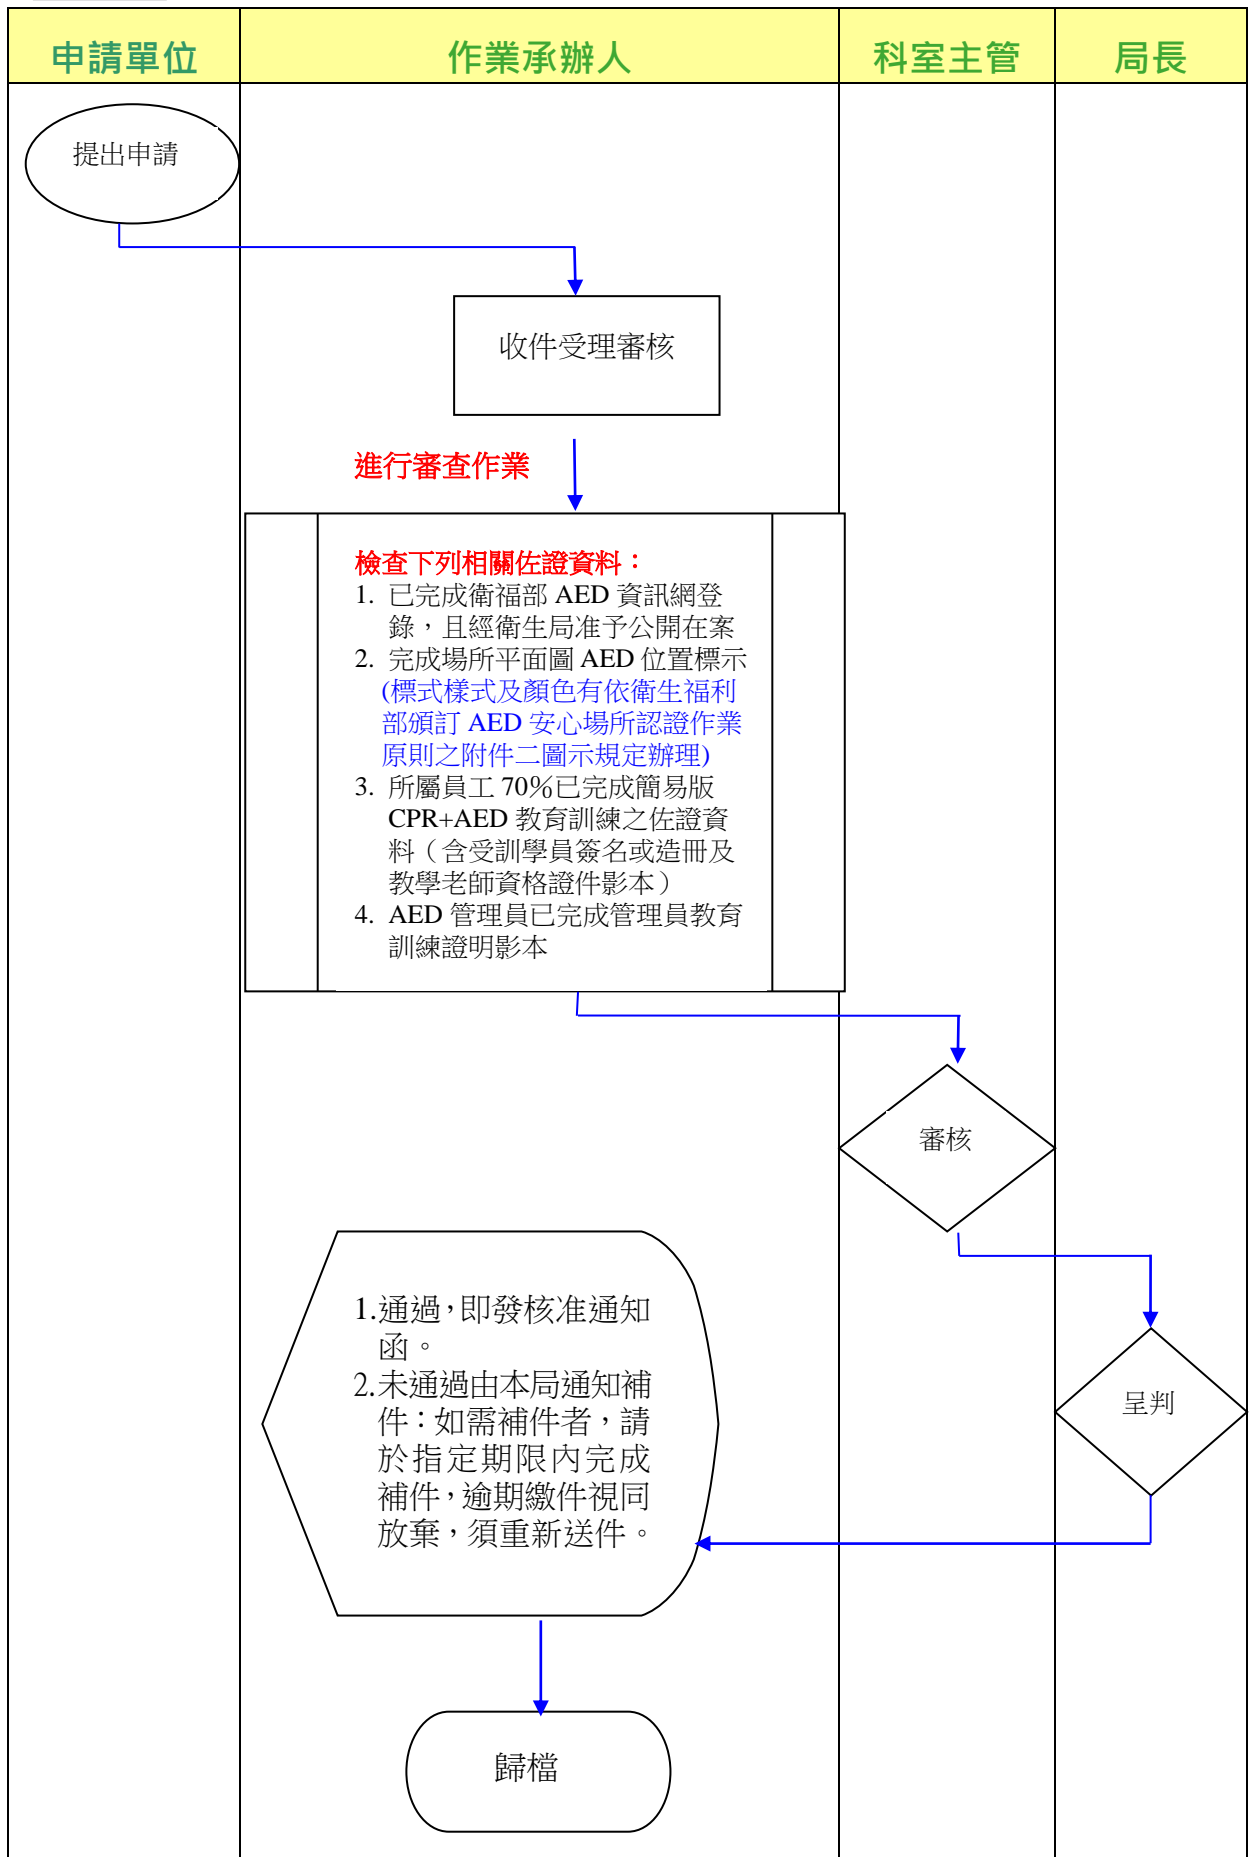 申請單位
作業承辦人
科室主管
局長
提出申請
收件受理審核
進行審查作業
檢查下列相關佐證資料：
1. 已完成衛福部 AED 資訊網登
錄，且經衛生局准予公開在案
2. 完成場所平面圖 AED 位置標示
(標式樣式及顏色有依衛生福利
部頒訂 AED 安心場所認證作業
原則之附件二圖示規定辦理)
3. 所屬員工 70%已完成簡易版
CPR+AED 教育訓練之佐證資
料（含受訓學員簽名或造冊及
教學老師資格證件影本）
4. AED 管理員已完成管理員教育
訓練證明影本
審核
呈判
1.通過，即發核准通知
函。
2.未通過由本局通知補
件：如需補件者，請
於指定期限內完成
補件，逾期繳件視同
放棄，須重新送件。
歸檔